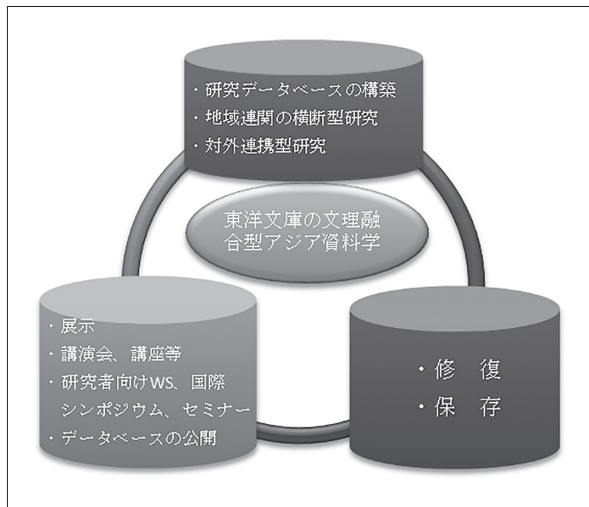 ・研究データベースの構築
・地域連関の横断型研究
・対外連携型研究
東洋文庫の文理融
合型アジア資料学
・展示
・講演会、講座等
・研究者向けWS、国際
シンポジウム、セミナー
・データベースの公開
・修　復
・保　存